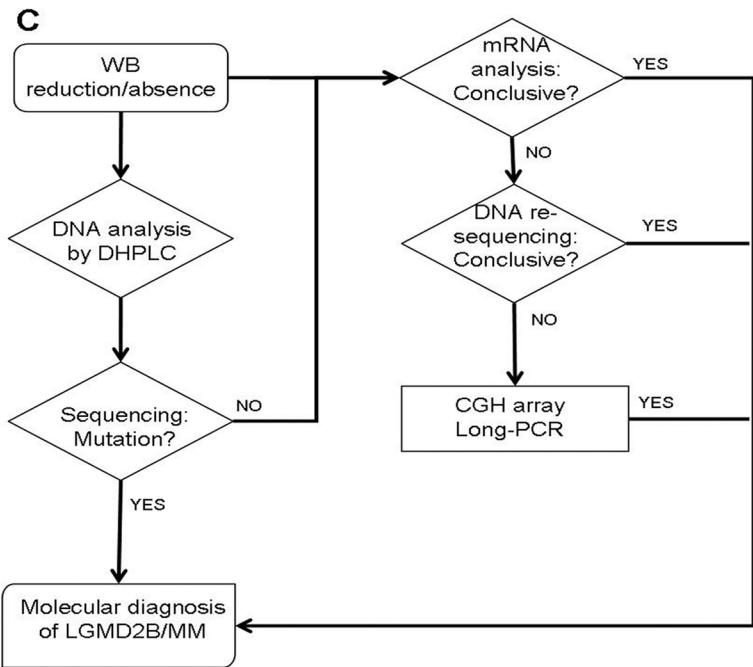 C
WB
reduction/absence
DNA analysis
by DHPLC
Sequencing:
Mutation?
NO
YES
Molecular diagnosis
of LGMD2B/MM
mRNA
analysis:
Conclusive?
YES
NO
DNA re-
sequencing:
Conclusive?
YES
NO
CGH array
Long-PCR
YES